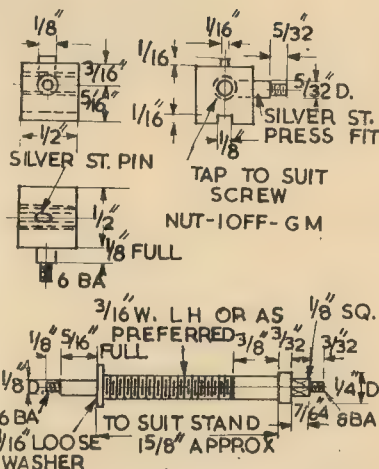 1/8"
3/16"
5/16"
1/2"
SILVER ST. PIN
1/16"
1/16"
5/32"
5/32" D.
1/16"
1/8"
SILVER ST.
PRESS FIT
TAP TO SUIT
SCREW
NUT-1OFF-GM
1/2"
1/8" FULL
6 BA
3/16" W. LH OR AS
PREFERRED
FULL
1/8" SQ.
1/8"
5/16"
3/8"
3/32"
3/32"
1/8" D
1/4" D
6 BA
7/64"
8BA
1/16" LOOSE
WASHER
TO SUIT STAND
1 5/8" APPROX